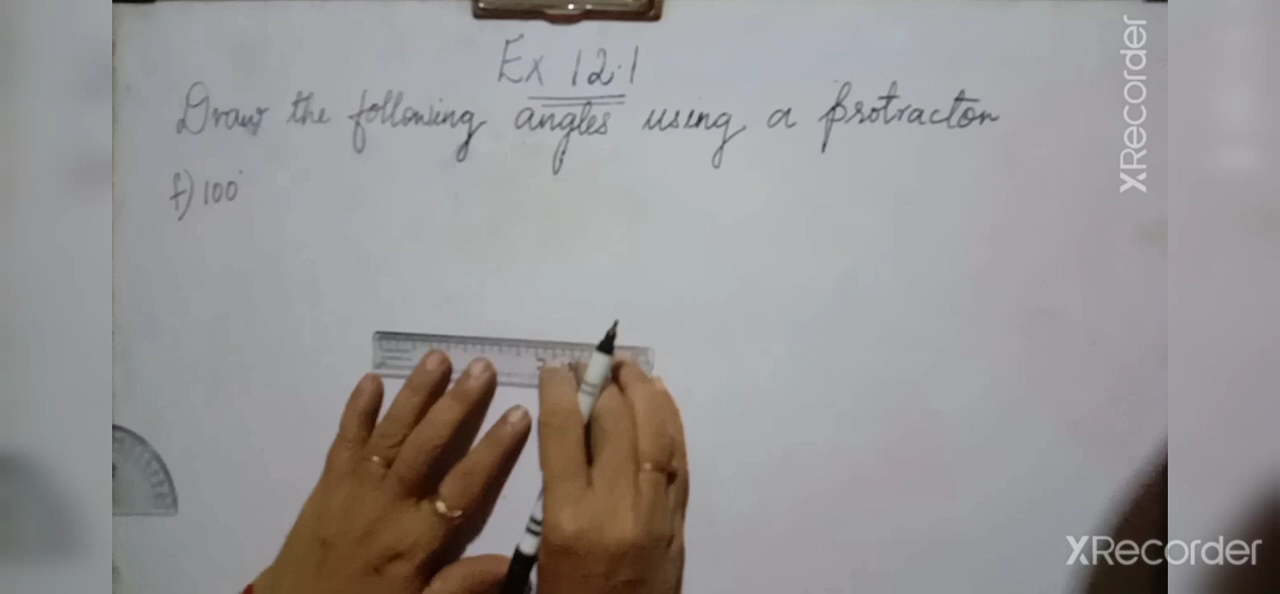 Ex 12.1
Draw the following angles using a protractor
f) 100°
XRecorder
XRecorder